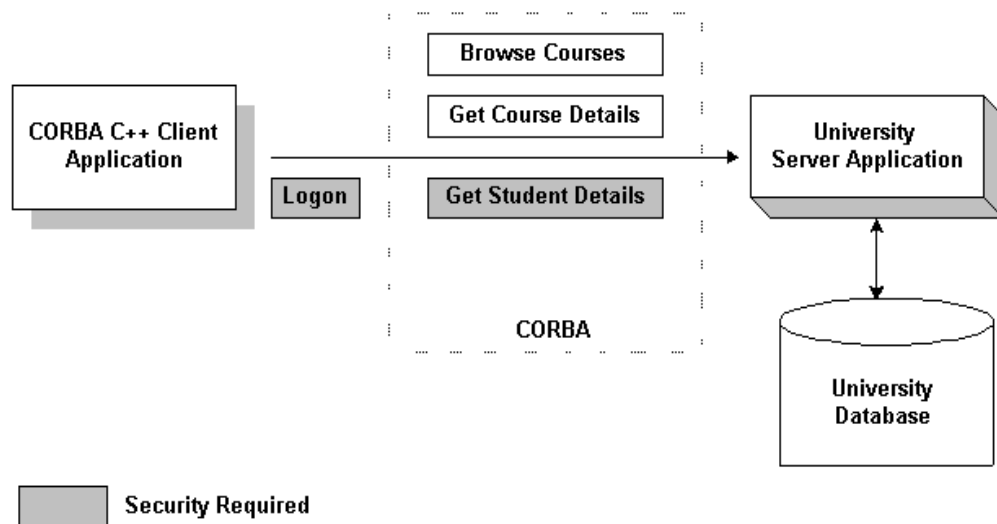 Browse Courses
Get Course Details
CORBA C++ Client
Application
University
Server Application
Logon
Get Student Details
CORBA
University
Database
Security Required